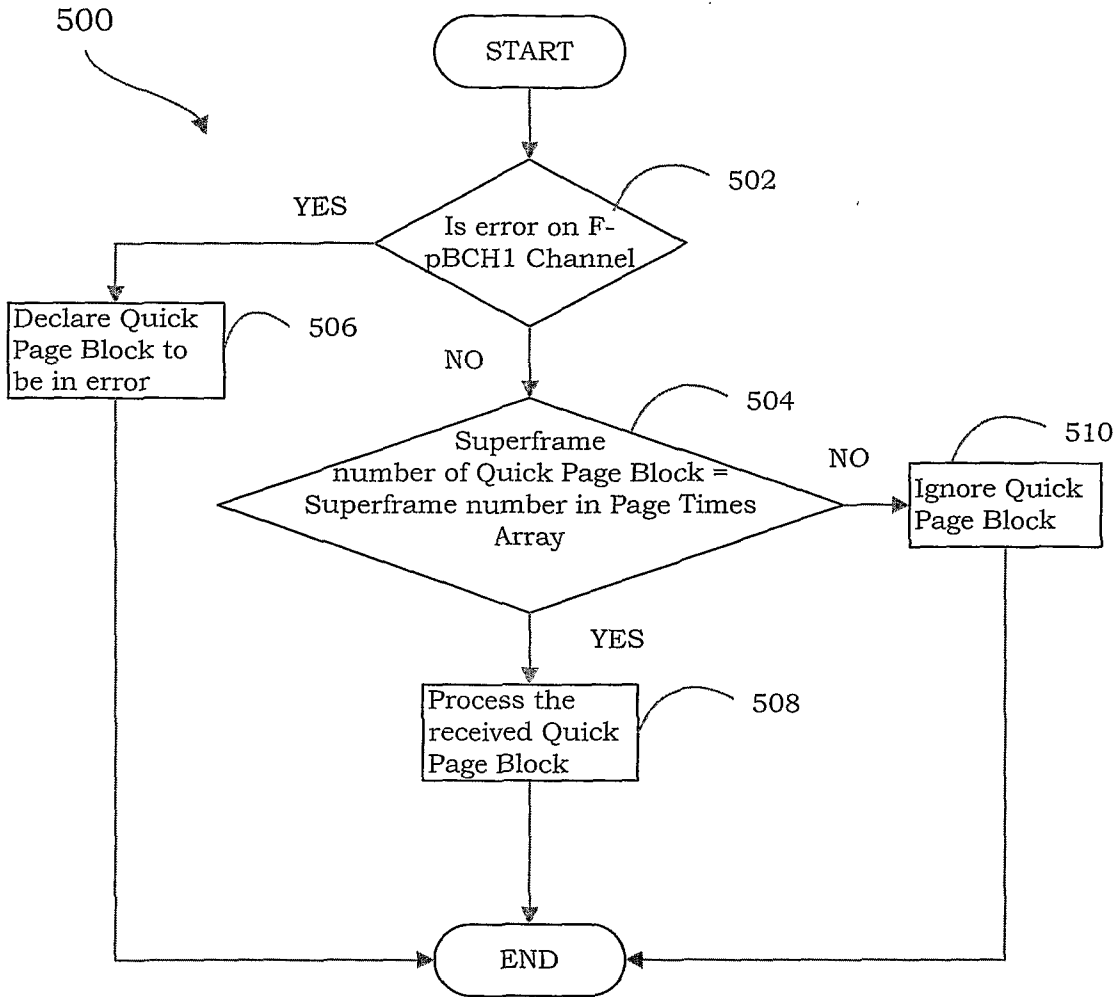 500
START
502
YES
Is error on F-
pBCH1 Channel
Declare Quick
Page Block to
be in error
506
NO
504
Superframe
number of Quick Page Block =
Superframe number in Page Times
Array
NO
510
Ignore Quick
Page Block
YES
Process the
received Quick
Page Block
508
END